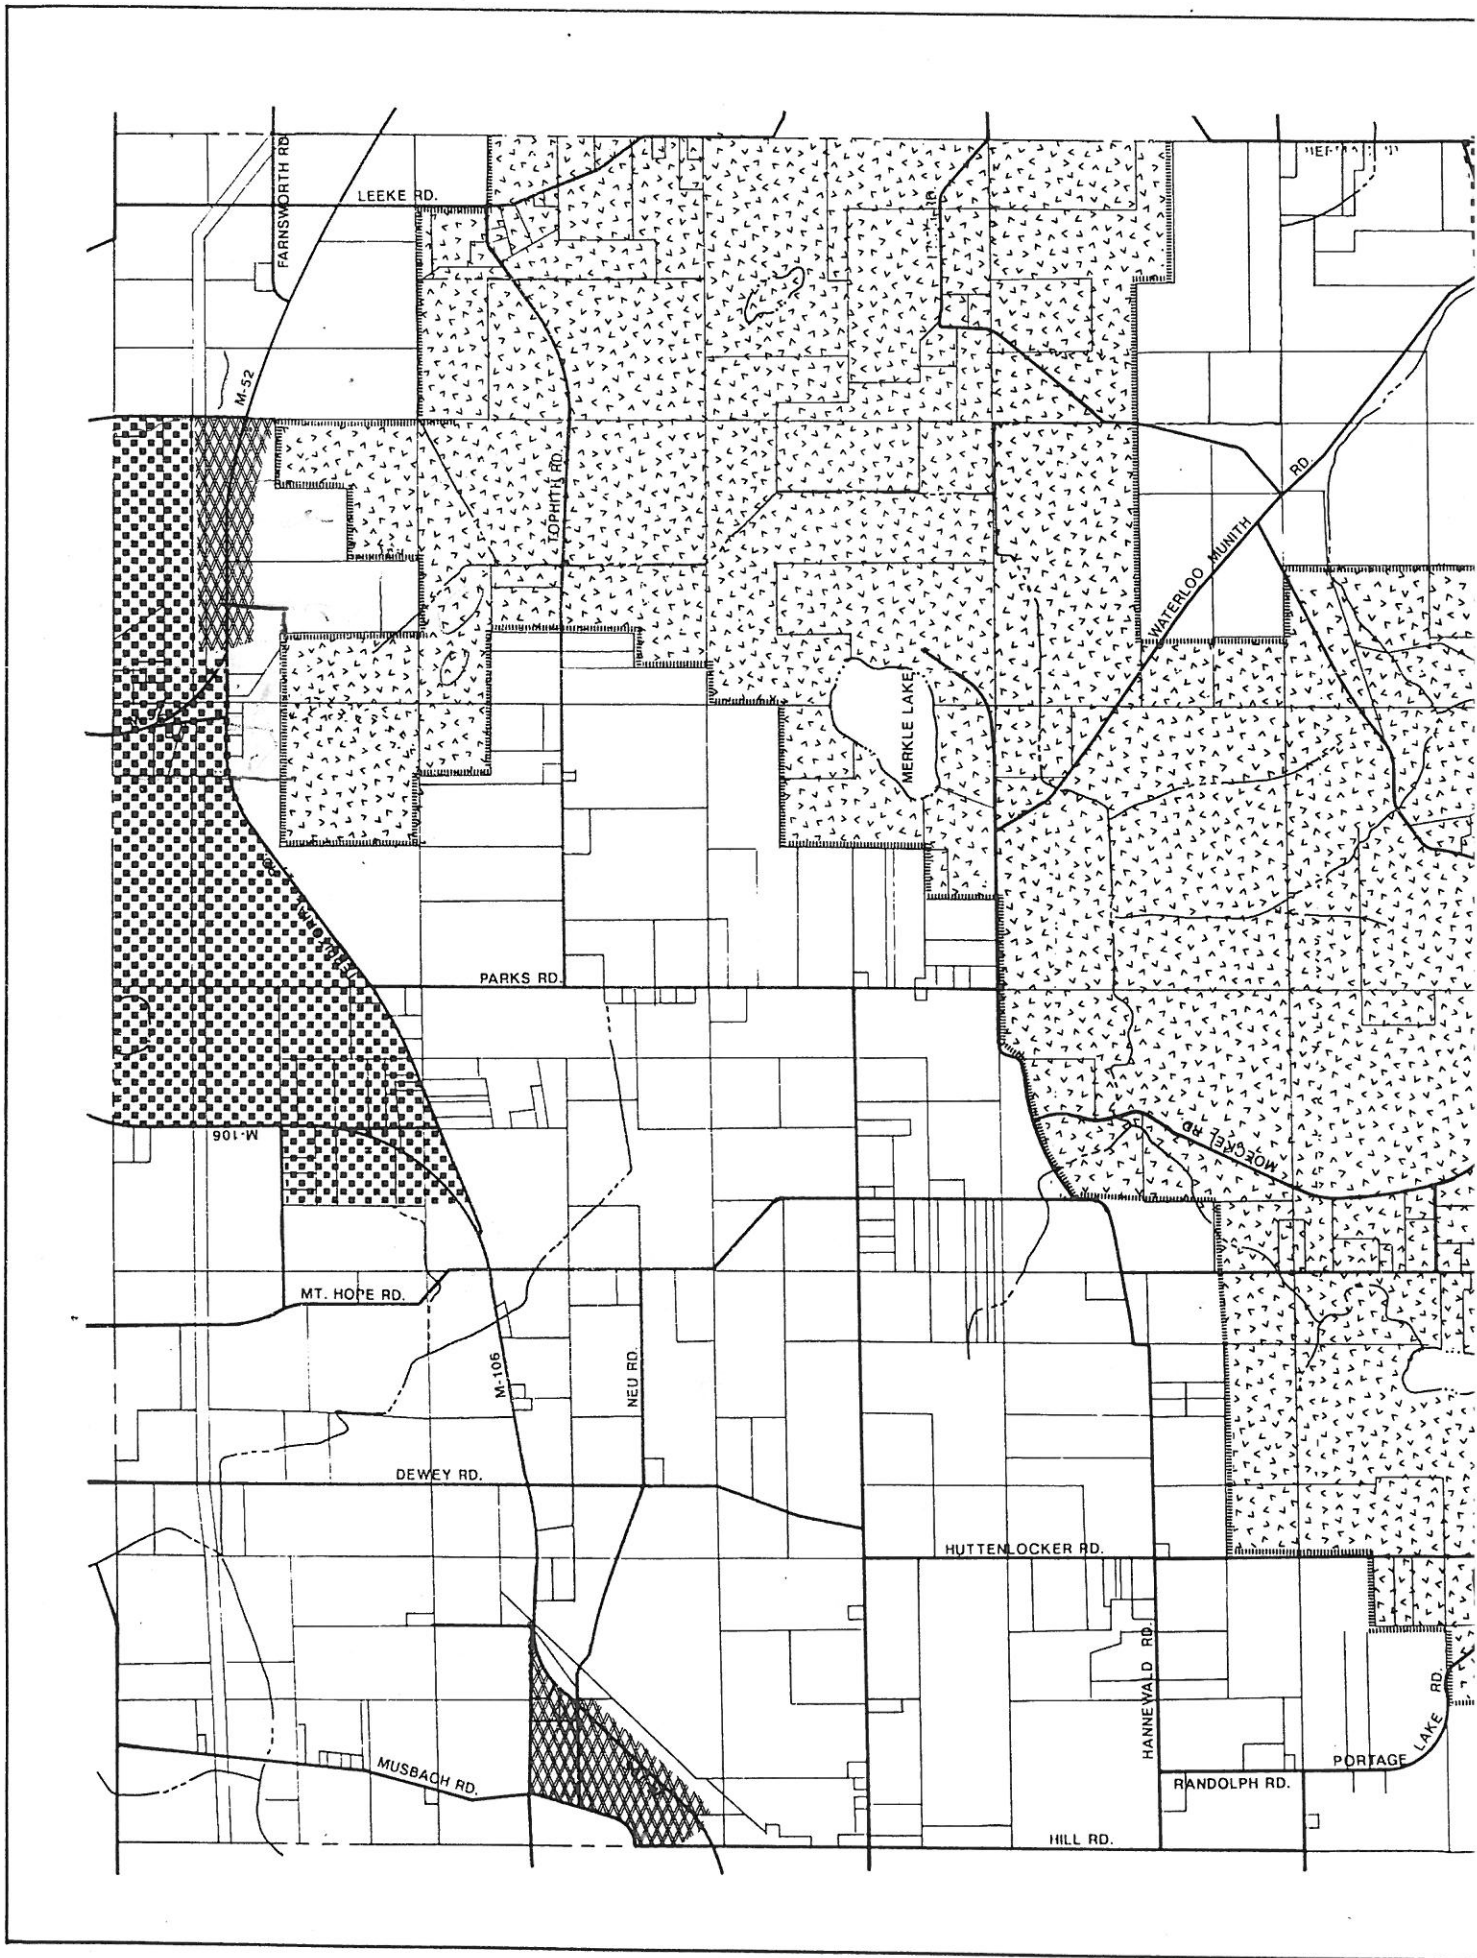 FARNSWORTH RD.
LEEKE RD.
M-52
TOPHITH RD.
RD.
WATERLOO MUNITH
MERKLE LAKE
TERRITORIAL RD.
PARKS RD.
M-106
MOECKEL RD.
MT. HOPE RD.
M-106
NEU RD.
DEWEY RD.
HUTTENLOCKER RD.
HANNEWALD RD.
MUSBACH RD.
PORTAGE LAKE RD.
RANDOLPH RD.
HILL RD.